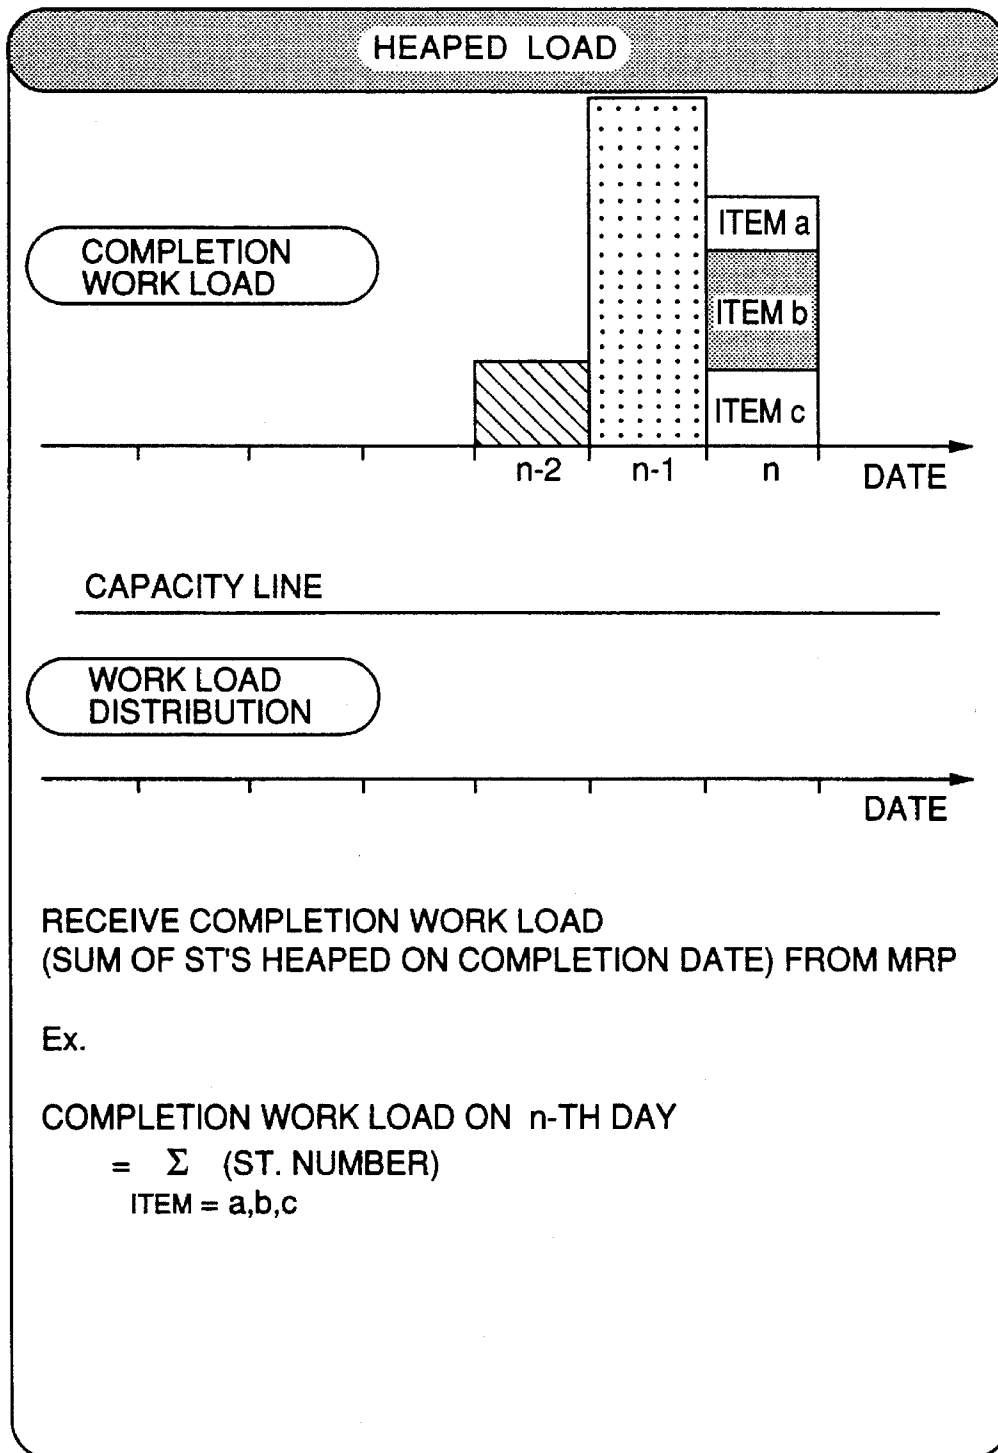 HEAPED LOAD
COMPLETION
WORK LOAD
ITEM a
ITEM b
ITEM c
n-2 n-1 n DATE
CAPACITY LINE
WORK LOAD
DISTRIBUTION
DATE
RECEIVE COMPLETION WORK LOAD
(SUM OF ST'S HEAPED ON COMPLETION DATE) FROM MRP
Ex.
COMPLETION WORK LOAD ON n-TH DAY
= Σ (ST. NUMBER)
ITEM = a,b,c